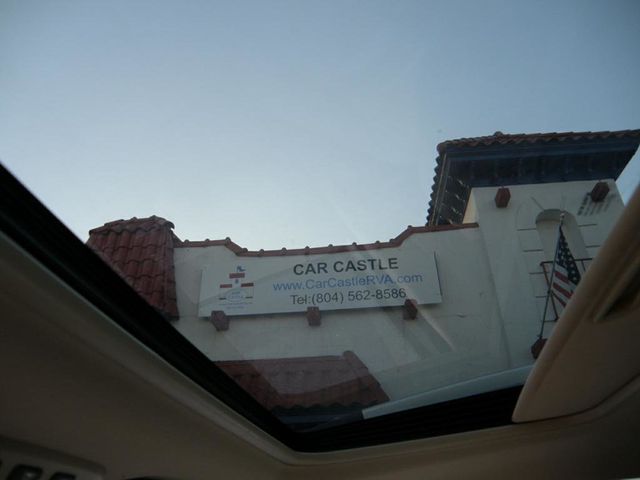 CAR CASTLE
www.CarCastleRVA.com
Tel:(804) 562-8586